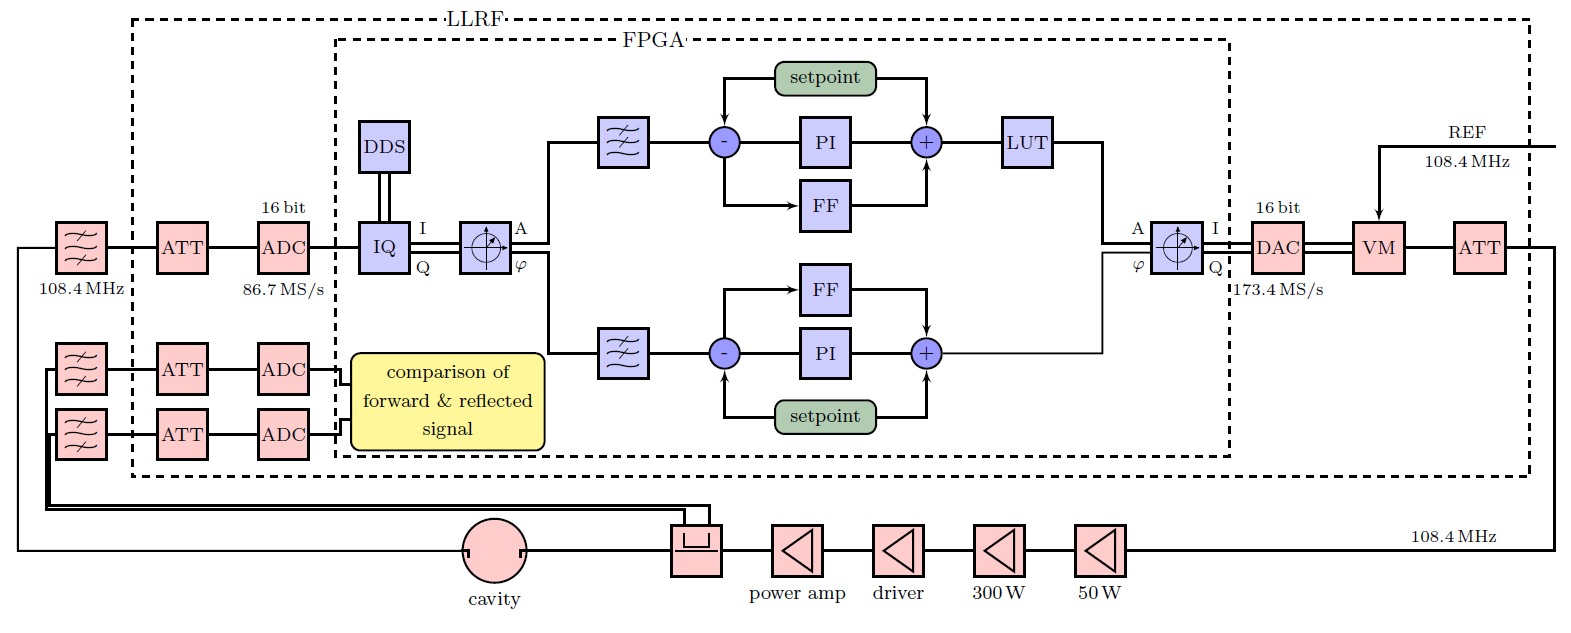 LLRF
FPGA
setpoint
DDS
- PI + LUT
REF
108.4 MHz
FF
16 bit
16 bit
I A A I
ATT ADC IQ DAC VM ATT
Q φ φ Q
108.4 MHz 86.7 MS/s 173.4 MS/s
FF
- PI +
ATT ADC
comparison of
forward & reflected
signal
setpoint
ATT ADC
108.4 MHz
cavity power amp driver 300 W 50 W